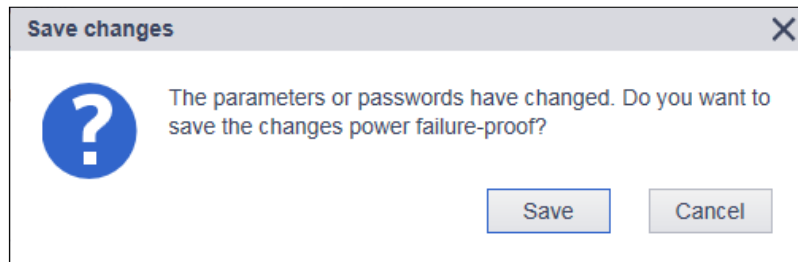 Save changes
The parameters or passwords have changed. Do you want to
save the changes power failure-proof?
Save
Cancel